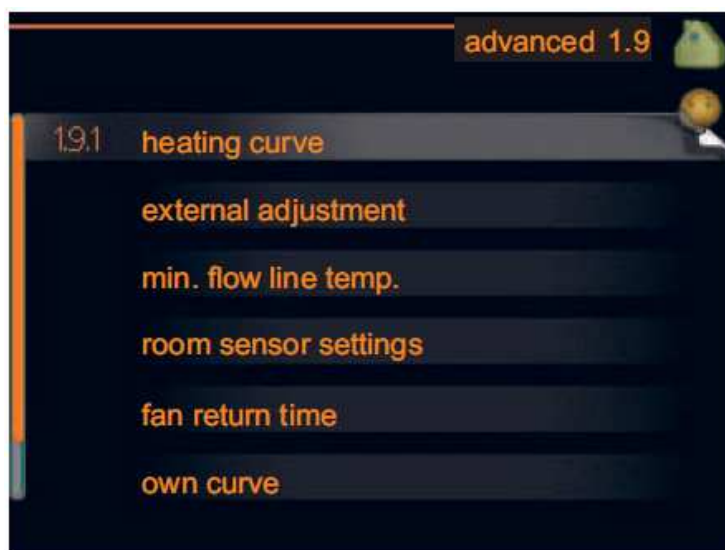 advanced 1.9
1.9.1 heating curve
external adjustment
min. flow line temp.
room sensor settings
fan return time
own curve